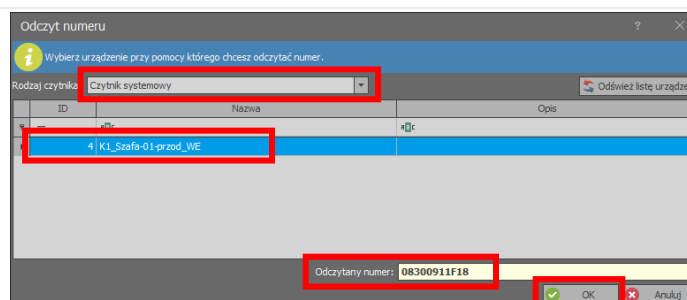 Odczyt numeru ? ×
Wybierz urządzenie przy pomocy którego chcesz odczytać numer.
Rodzaj czytnika Czytnik systemowy Odśwież listę urządze
ID Nazwa Opis
4 K1_Szafa-01-przod_WE
Odczytany numer: 08300911F18
OK Anuluj